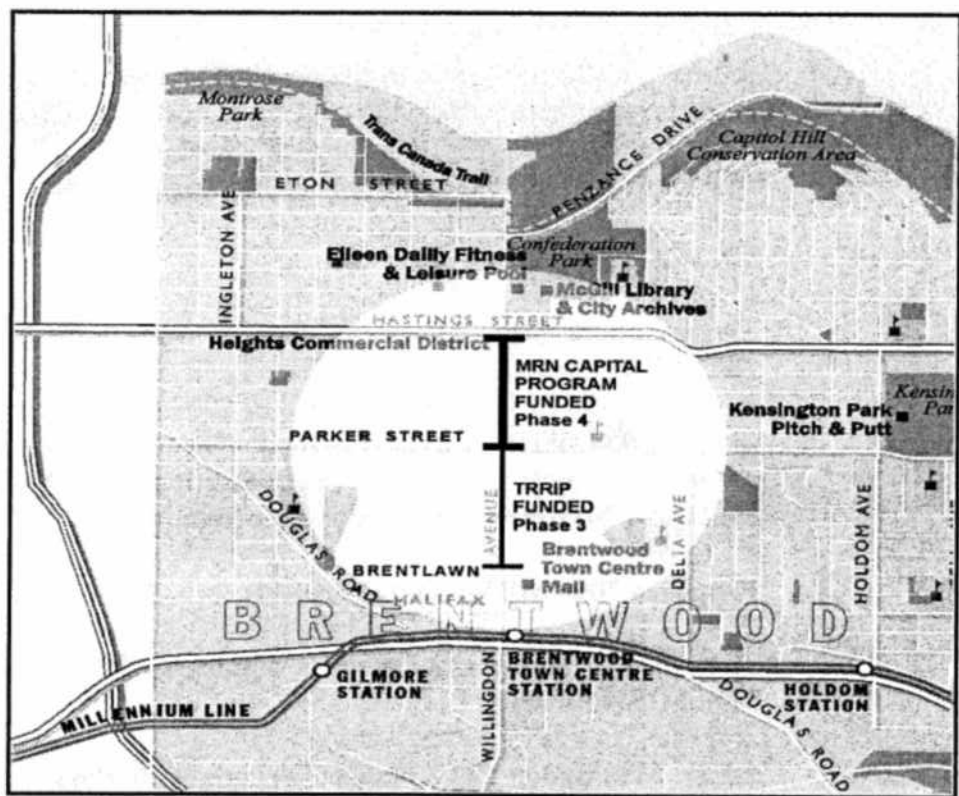 Montrose
Park
Trans Canada Trail
PENZANCE DRIVE
Capitol Hill
Conservation Area
ETON STREET
INGLETON AVE
Eileen Dailly Fitness
& Leisure Pool
Confederation
Park
McGill Library
& City Archives
HASTINGS STREET
Heights Commercial District
MRN CAPITAL
PROGRAM
FUNDED
Phase 4
Kensington Park
Pitch & Putt
PARKER STREET
TRRIP
FUNDED
Phase 3
AVENUE
DOUGLAS ROAD
DELTA AVE
HOLDOM AVE
Brentwood
Town Centre
Mall
BRENTLAWN
HALIFAX
BRENTWOOD
GILMORE
STATION
BRENTWOOD
TOWN CENTRE
STATION
HOLDOM
STATION
MILLENNIUM LINE
WILLINGDON
DOUGLAS ROAD